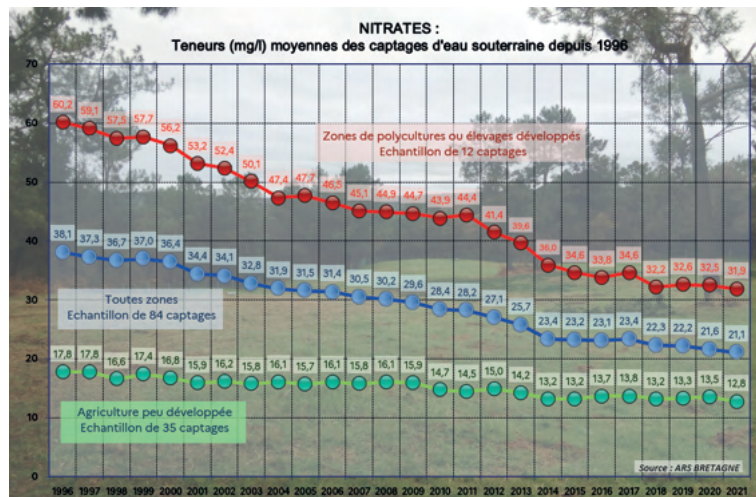 NITRATES :
Teneurs (mg/l) moyennes des captages d'eau souterraine depuis 1996
70
60
50
40
30
20
10
0
60,2 59,1 57,5 57,7 56,2 53,2 52,4 50,1 47,4 47,7 46,5 45,1 44,9 44,7 43,9 44,4 41,4 39,6 36,0 34,6 33,8 34,6 32,2 32,6 32,5 31,9
Zones de polycultures ou élevages développés
Echantillon de 12 captages
38,1 37,3 36,7 37,0 36,4 34,4 34,1 32,8 31,9 31,5 31,4 30,5 30,2 29,6 28,4 28,2 27,1 25,7 23,4 23,2 23,1 23,4 22,3 22,2 21,6 21,1
Toutes zones
Echantillon de 84 captages
17,8 17,8 16,6 17,4 16,8 15,9 16,2 15,8 16,1 15,7 16,1 15,8 16,1 15,9 14,7 14,5 15,0 14,2 13,2 13,2 13,7 13,8 13,2 13,3 13,5 12,8
Agriculture peu développée
Echantillon de 35 captages
Source : ARS BRETAGNE
1996 1997 1998 1999 2000 2001 2002 2003 2004 2005 2006 2007 2008 2009 2010 2011 2012 2013 2014 2015 2016 2017 2018 2019 2020 2021